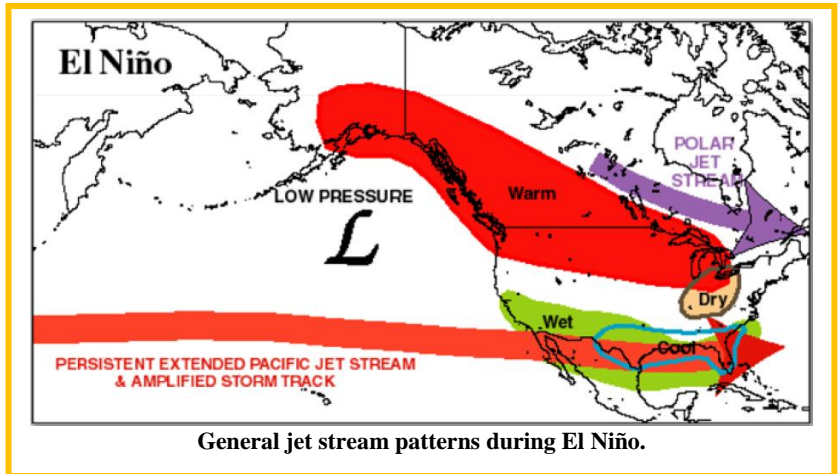 El Niño
POLAR
JET
STREAM
Warm
LOW PRESSURE
L
Dry
Wet
Cool
PERSISTENT EXTENDED PACIFIC JET STREAM
& AMPLIFIED STORM TRACK
General jet stream patterns during El Niño.